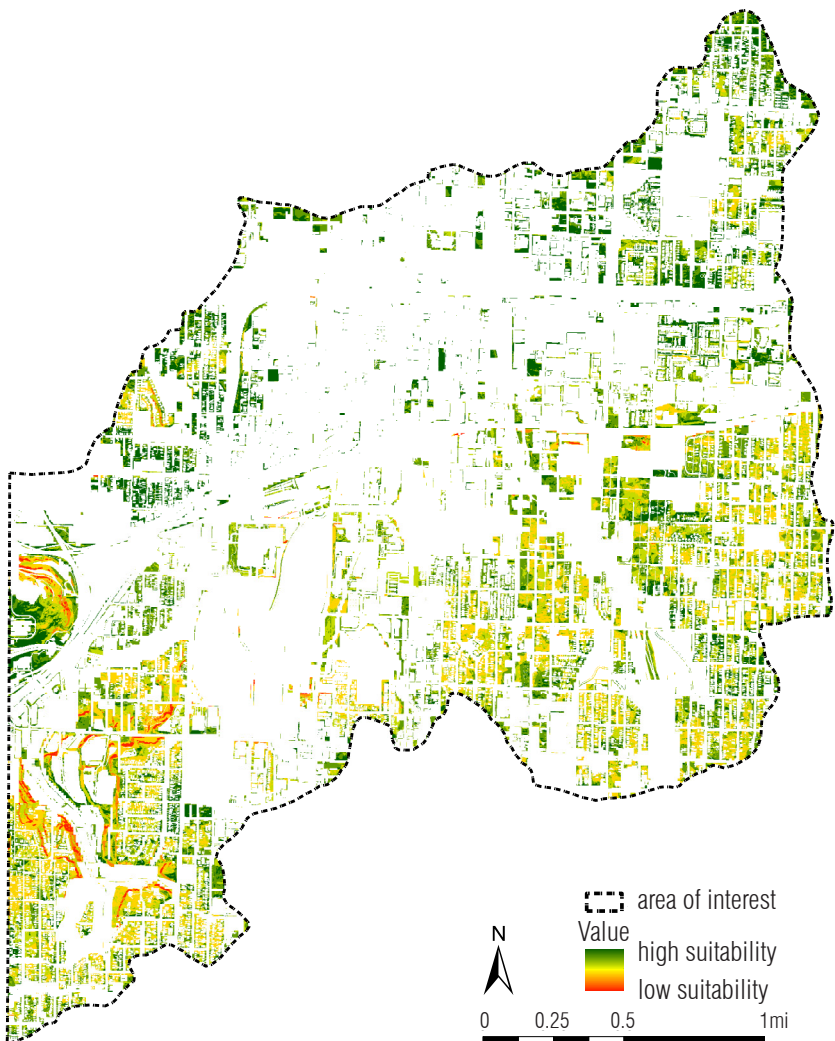 area of interest
Value
high suitability
low suitability
N
0 0.25 0.5 1mi